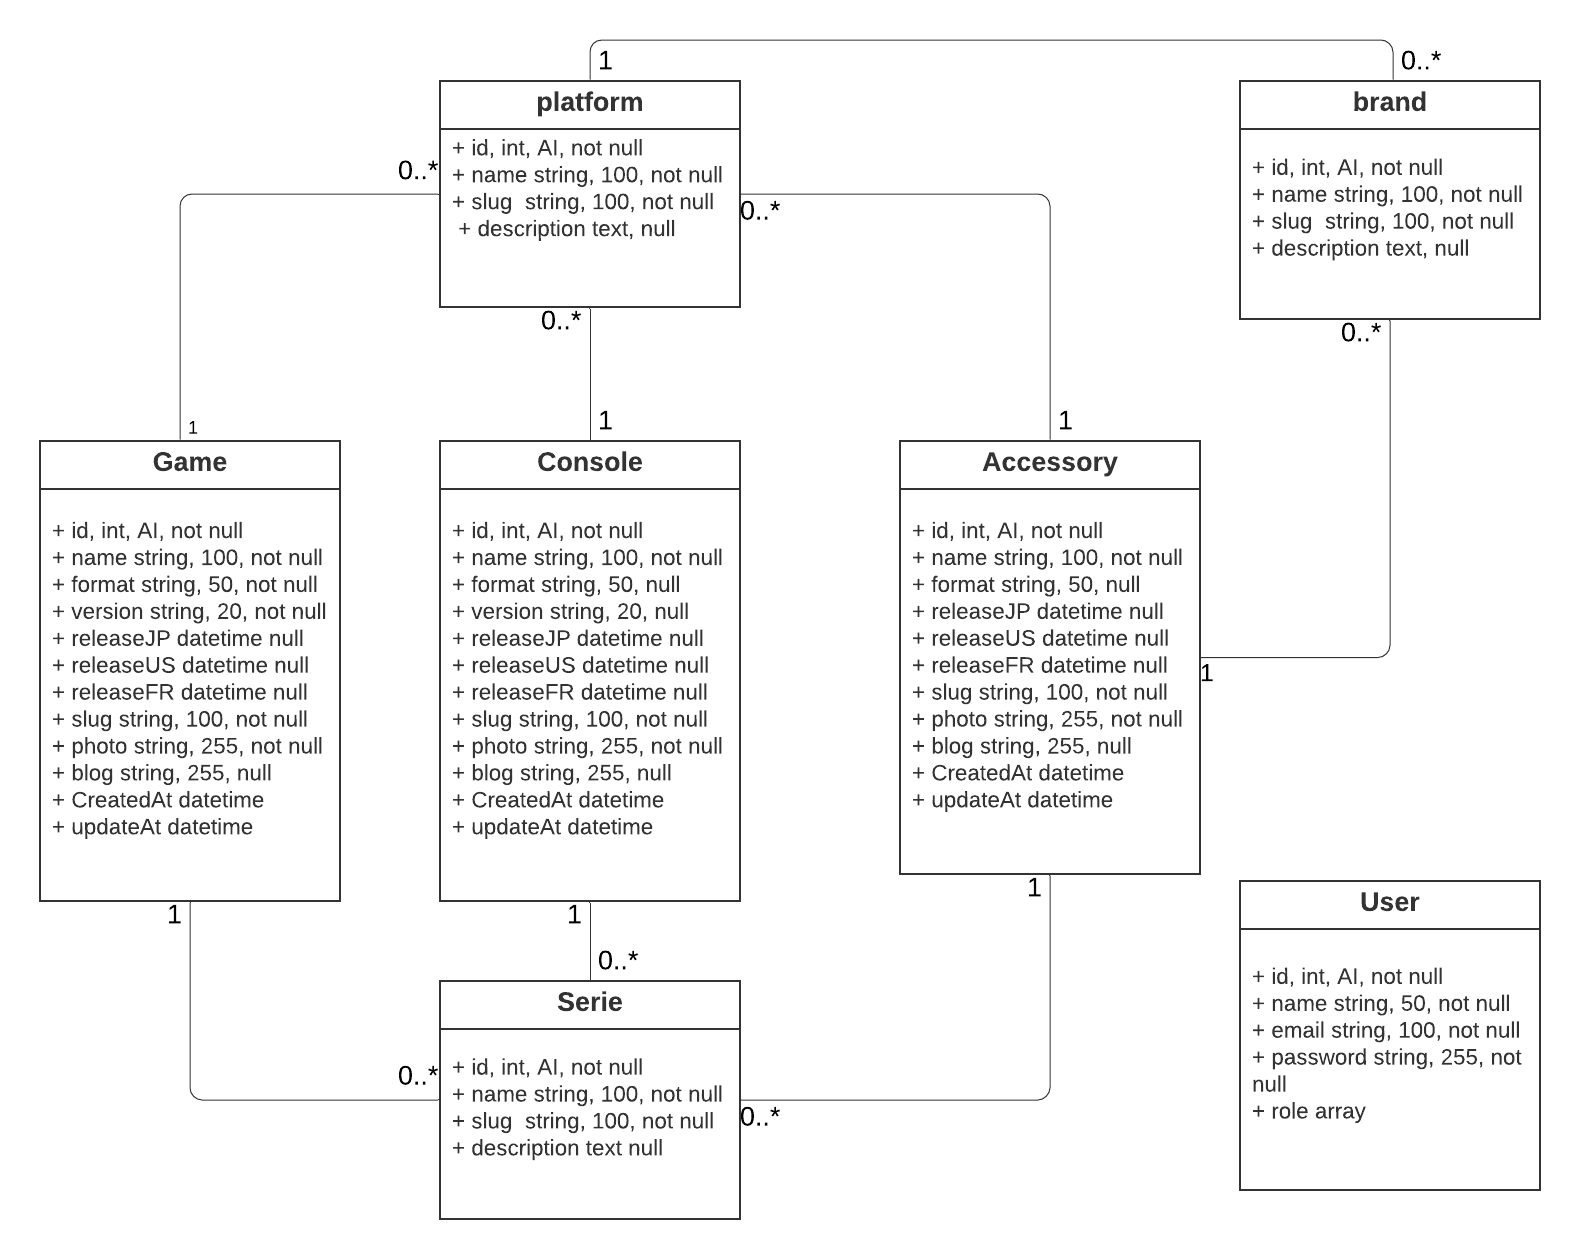 1
0..*
platform
+ id, int, AI, not null
+ name string, 100, not null
+ slug  string, 100, not null
+ description text, null
brand
+ id, int, AI, not null
+ name string, 100, not null
+ slug  string, 100, not null
+ description text, null
0..*
0..*
0..*
0..*
1
1
1
Game
+ id, int, AI, not null
+ name string, 100, not null
+ format string, 50, not null
+ version string, 20, not null
+ releaseJP datetime null
+ releaseUS datetime null
+ releaseFR datetime null
+ slug string, 100, not null
+ photo string, 255, not null
+ blog string, 255, null
+ CreatedAt datetime
+ updateAt datetime
Console
+ id, int, AI, not null
+ name string, 100, not null
+ format string, 50, null
+ version string, 20, null
+ releaseJP datetime null
+ releaseUS datetime null
+ releaseFR datetime null
+ slug string, 100, not null
+ photo string, 255, not null
+ blog string, 255, null
+ CreatedAt datetime
+ updateAt datetime
Accessory
+ id, int, AI, not null
+ name string, 100, not null
+ format string, 50, null
+ releaseJP datetime null
+ releaseUS datetime null
+ releaseFR datetime null
+ slug string, 100, not null
+ photo string, 255, not null
+ blog string, 255, null
+ CreatedAt datetime
+ updateAt datetime
1
1
1
1
0..*
0..*
0..*
Serie
+ id, int, AI, not null
+ name string, 100, not null
+ slug  string, 100, not null
+ description text null
User
+ id, int, AI, not null
+ name string, 50, not null
+ email string, 100, not null
+ password string, 255, not
null
+ role array